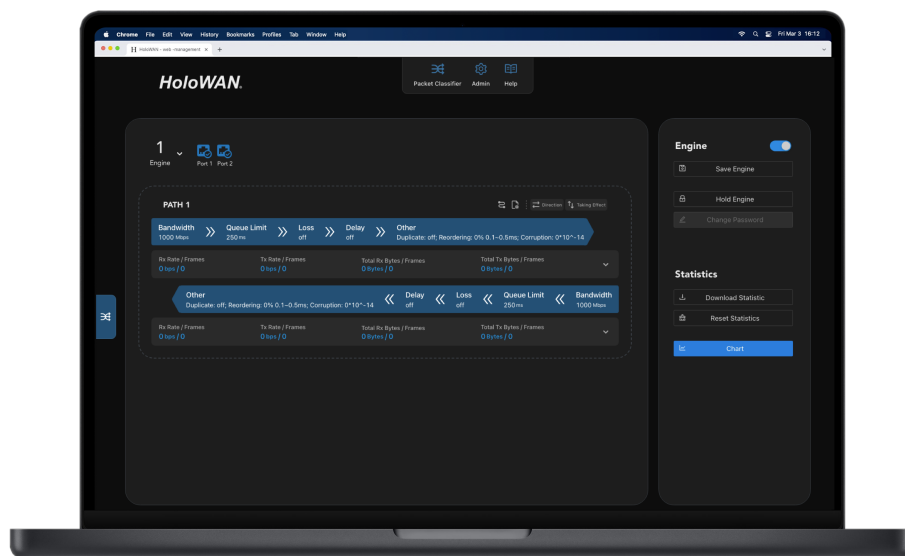 Chrome File Edit View History Bookmarks Profiles Tab Window Help
Fri Mar 3 16:12
HoloWAN - web -management × +
HoloWAN.
Packet Classifier Admin Help
1
Engine Port 1 Port 2
PATH 1
Direction Taking Effect
Bandwidth Queue Limit Loss Delay Other
1000 Mbps 250 ms off off Duplicate: off; Reordering: 0% 0.1~0.5ms; Corruption: 0*10^-14
Rx Rate / Frames Tx Rate / Frames Total Rx Bytes / Frames Total Tx Bytes / Frames
0 bps / 0 0 bps / 0 0 Bytes / 0 0 Bytes / 0
Other Delay Loss Queue Limit Bandwidth
Duplicate: off; Reordering: 0% 0.1~0.5ms; Corruption: 0*10^-14 off off 250 ms 1000 Mbps
Rx Rate / Frames Tx Rate / Frames Total Rx Bytes / Frames Total Tx Bytes / Frames
0 bps / 0 0 bps / 0 0 Bytes / 0 0 Bytes / 0
Engine
Save Engine
Hold Engine
Change Password
Statistics
Download Statistic
Reset Statistics
Chart